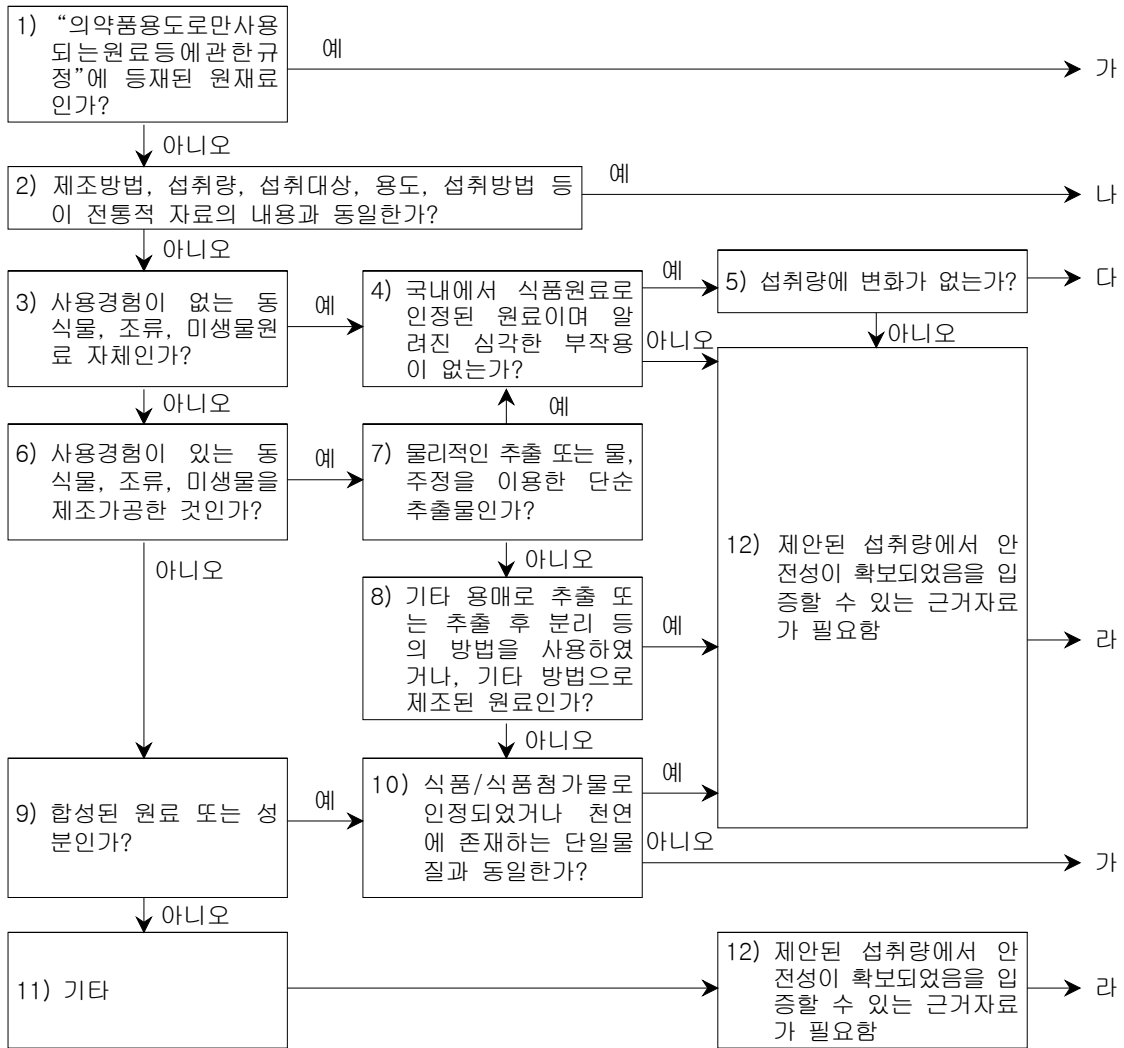 1) “의약품용도로만사용
되는원료등에관한규
정”에 등재된 원재료
인가?
예
가
아니오
2) 제조방법, 섭취량, 섭취대상, 용도, 섭취방법 등
이 전통적 자료의 내용과 동일한가?
예
나
아니오
3) 사용경험이 없는 동
식물, 조류, 미생물원
료 자체인가?
예
4) 국내에서 식품원료로
인정된 원료이며 알
려진 심각한 부작용
이 없는가?
예
아니오
5) 섭취량에 변화가 없는가?
다
아니오
아니오
예
6) 사용경험이 있는 동
식물, 조류, 미생물을
제조가공한 것인가?
예
7) 물리적인 추출 또는 물,
주정을 이용한 단순
추출물인가?
12) 제안된 섭취량에서 안
전성이 확보되었음을 입
증할 수 있는 근거자료
가 필요함
라
아니오
아니오
8) 기타 용매로 추출 또
는 추출 후 분리 등
의 방법을 사용하였
거나, 기타 방법으로
제조된 원료인가?
예
아니오
9) 합성된 원료 또는 성
분인가?
예
10) 식품/식품첨가물로
인정되었거나 천연
에 존재하는 단일물
질과 동일한가?
예
아니오
가
아니오
11) 기타
12) 제안된 섭취량에서 안
전성이 확보되었음을 입
증할 수 있는 근거자료
가 필요함
라